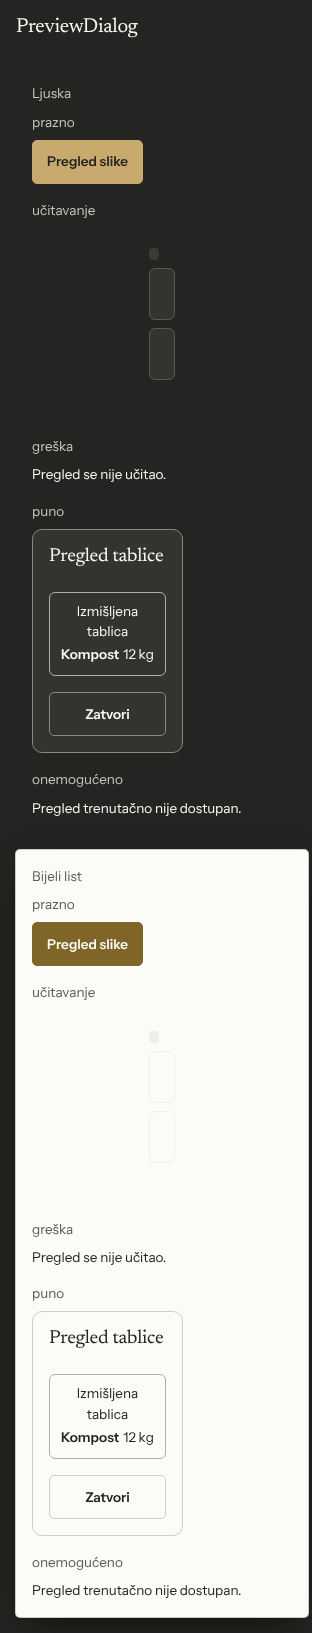 PreviewDialog
Ljuska
prazno
Pregled slike
učitavanje
greška
Pregled se nije učitao.
puno
Pregled tablice
Izmišljena
tablica
Kompost 12 kg
Zatvori
onemogućeno
Pregled trenutačno nije dostupan.
Bijeli list
prazno
Pregled slike
učitavanje
greška
Pregled se nije učitao.
puno
Pregled tablice
Izmišljena
tablica
Kompost 12 kg
Zatvori
onemogućeno
Pregled trenutačno nije dostupan.